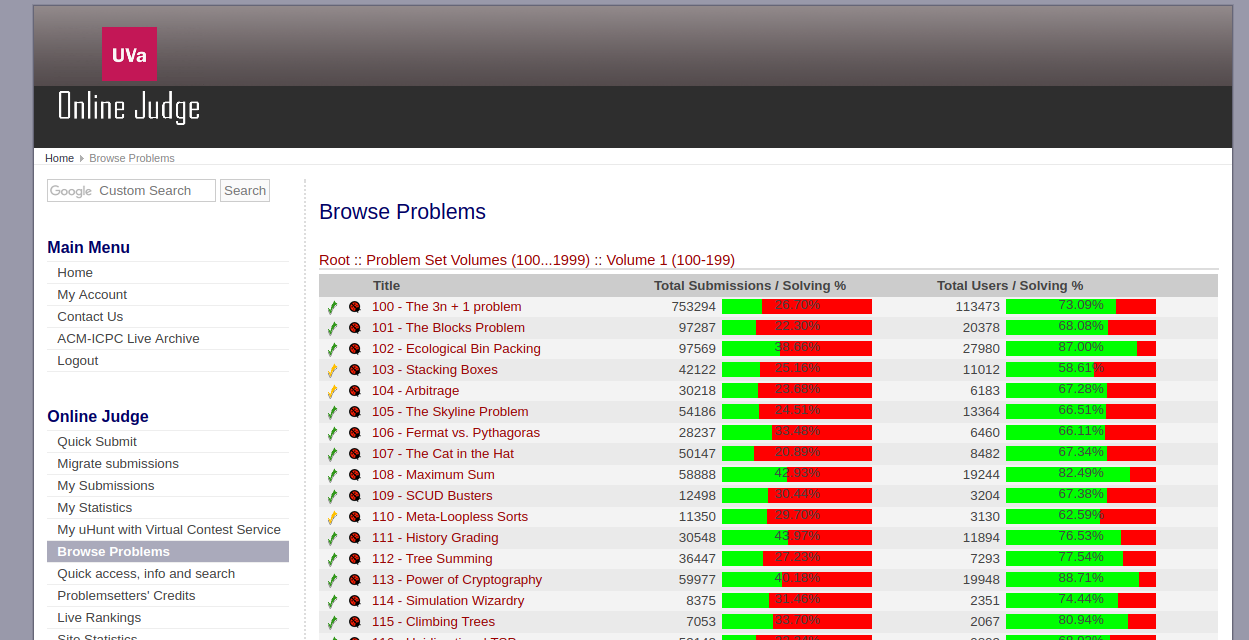 UVa
Online Judge
Home Browse Problems
Google Custom Search Search
Main Menu
Home
My Account
Contact Us
ACM-ICPC Live Archive
Logout
Online Judge
Quick Submit
Migrate submissions
My Submissions
My Statistics
My uHunt with Virtual Contest Service
Browse Problems
Quick access, info and search
Problemsetters' Credits
Live Rankings
Site Statistics
Browse Problems
Root :: Problem Set Volumes (100...1999) :: Volume 1 (100-199)
Title Total Submissions / Solving % Total Users / Solving %
100 - The 3n + 1 problem 753294 26.70% 113473 73.09%
101 - The Blocks Problem 97287 22.39% 20378 68.08%
102 - Ecological Bin Packing 97569 38.66% 27980 87.00%
103 - Stacking Boxes 42122 25.16% 11012 58.61%
104 - Arbitrage 30218 23.68% 6183 67.28%
105 - The Skyline Problem 54186 24.51% 13364 66.51%
106 - Fermat vs. Pythagoras 28237 33.48% 6460 66.11%
107 - The Cat in the Hat 50147 20.89% 8482 67.34%
108 - Maximum Sum 58888 42.93% 19244 82.49%
109 - SCUD Busters 12498 30.44% 3204 67.38%
110 - Meta-Loopless Sorts 11350 29.70% 3130 62.59%
111 - History Grading 30548 43.97% 11894 76.53%
112 - Tree Summing 36447 27.23% 7293 77.54%
113 - Power of Cryptography 59977 40.18% 19948 88.71%
114 - Simulation Wizardry 8375 31.46% 2351 74.44%
115 - Climbing Trees 7053 33.70% 2067 80.94%